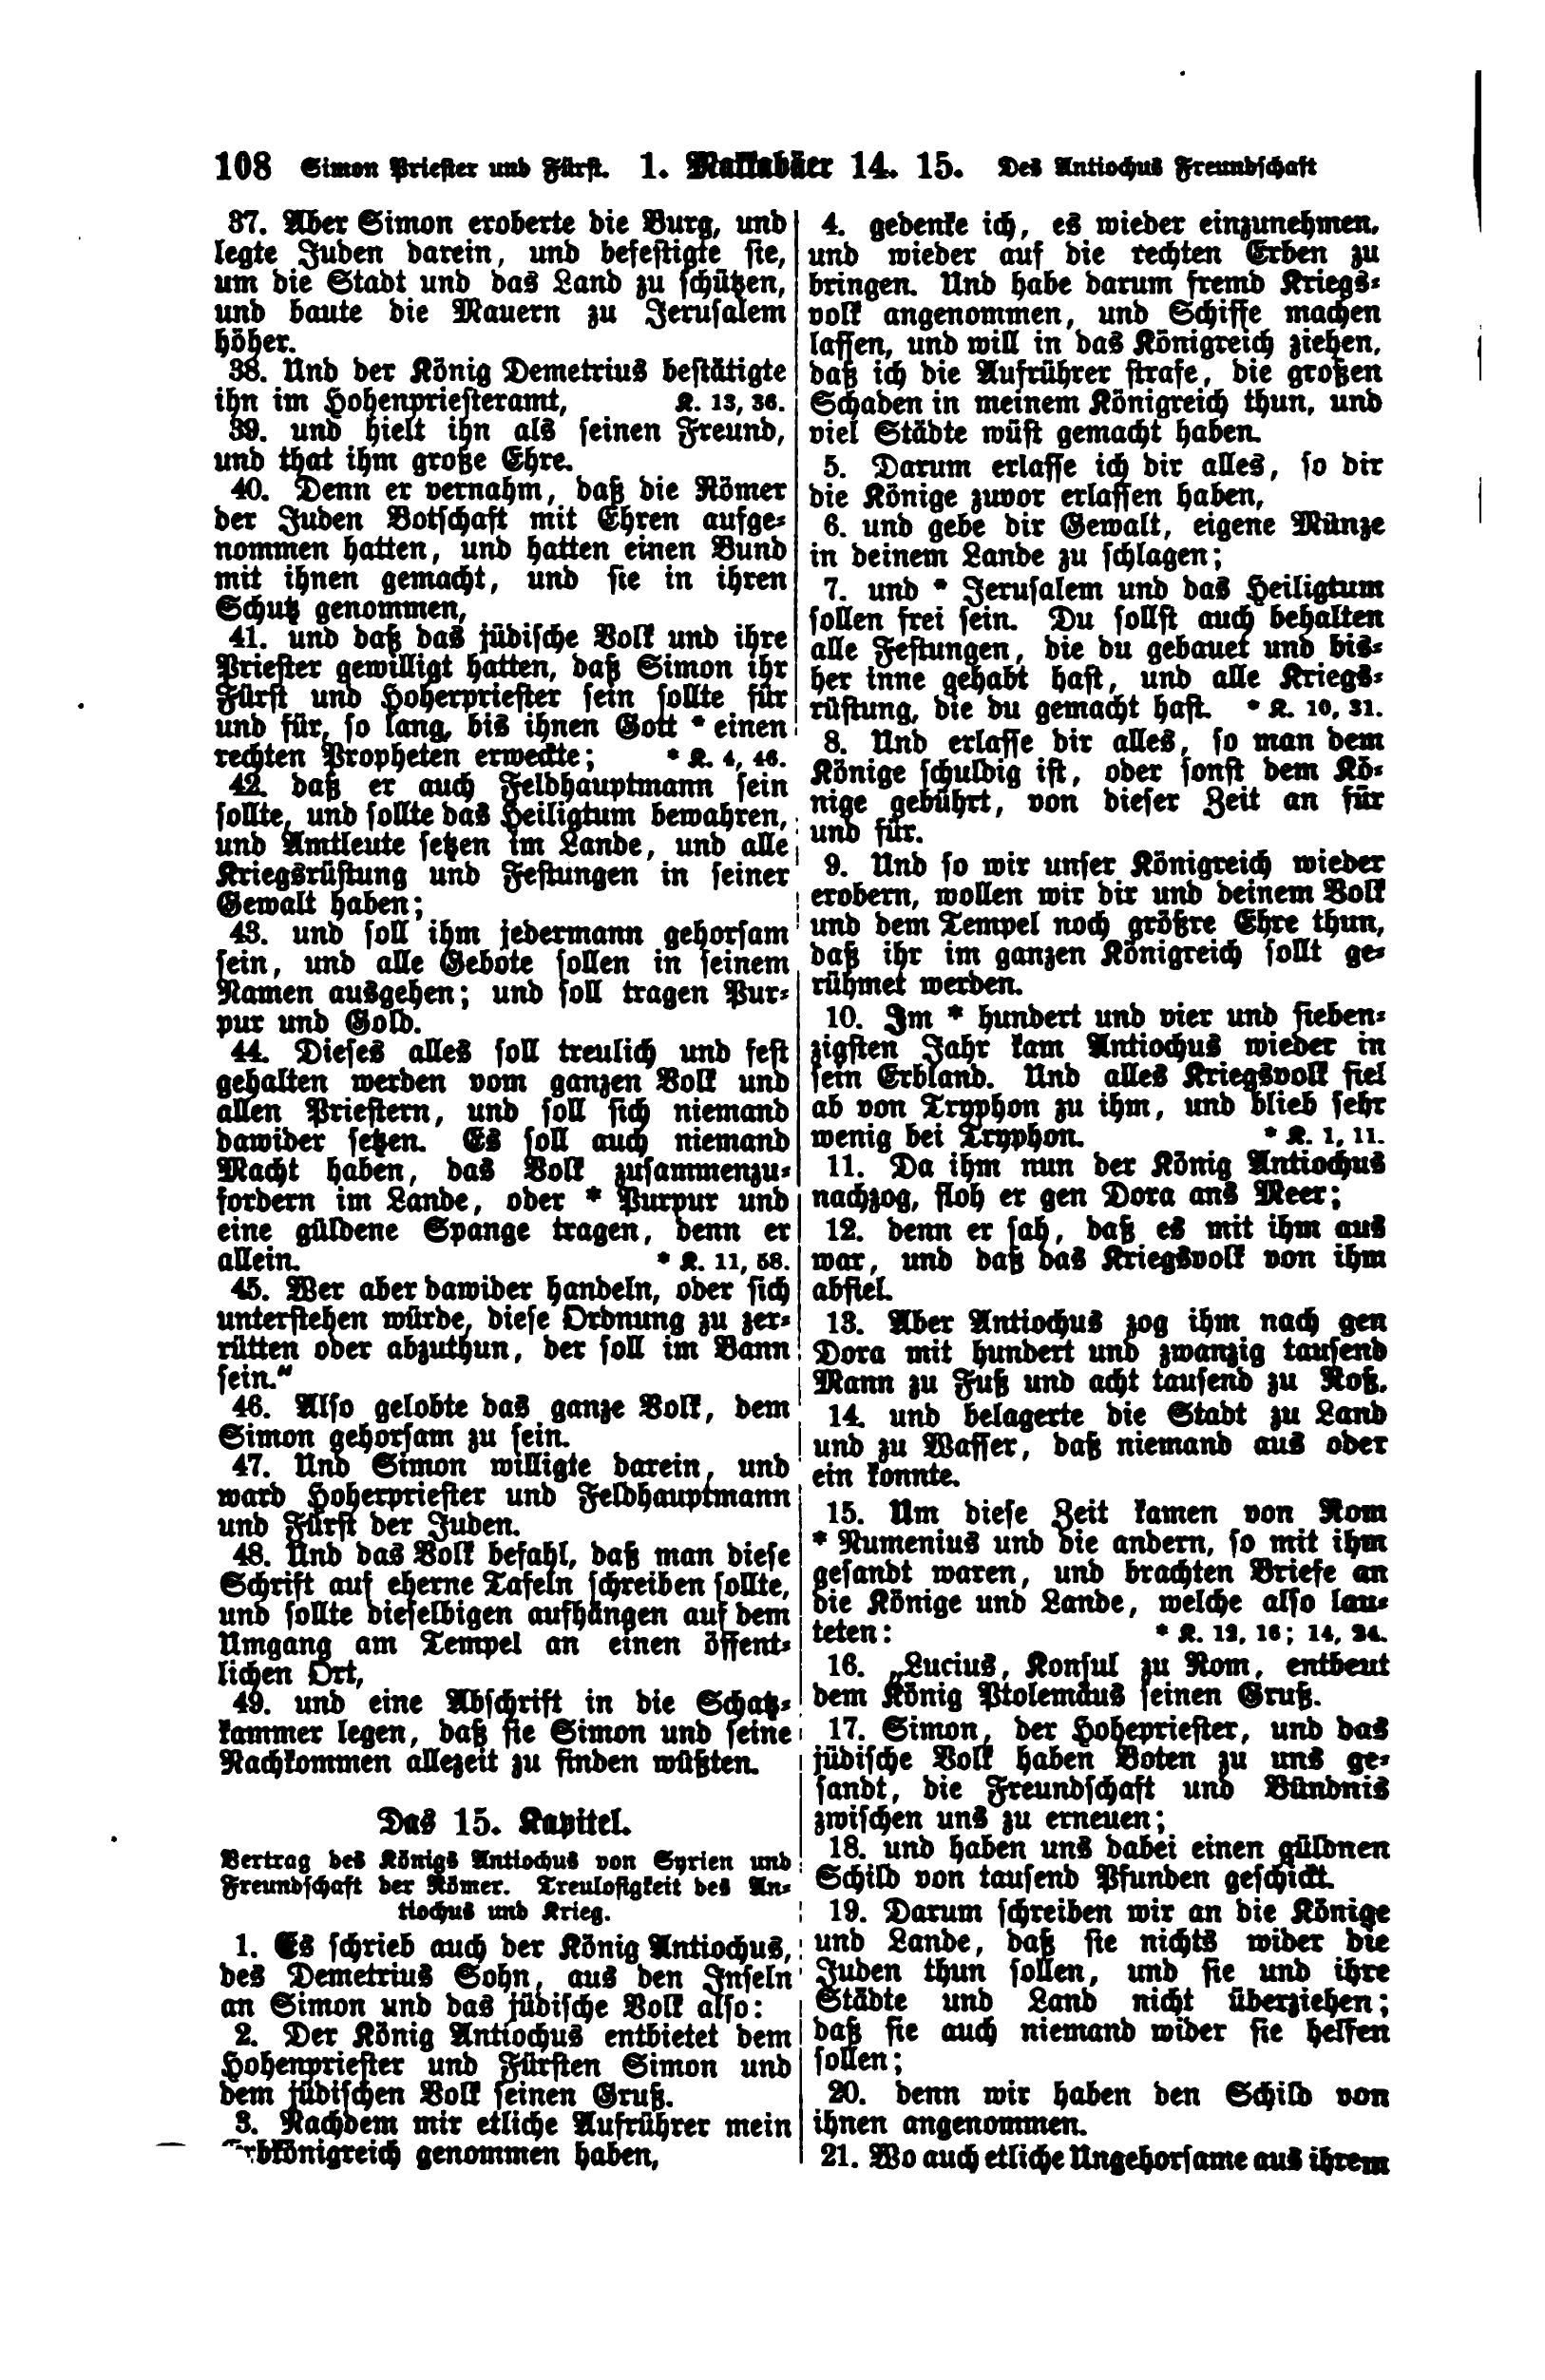 108 Simon Priester und Fürst. 1. Makkabäer 14. 15. Des Antiochus Freundschaft
37. Aber Simon eroberte die Burg, und
legte Juden darein, und befestigte sie,
um die Stadt und das Land zu schützen,
und baute die Mauern zu Jerusalem
höher.
38. Und der König Demetrius bestätigte
ihn im Hohenpriesteramt, K. 13, 36.
39. und hielt ihn als seinen Freund,
und that ihm große Ehre.
40. Denn er vernahm, daß die Römer
der Juden Botschaft mit Ehren aufge-
nommen hatten, und hatten einen Bund
mit ihnen gemacht, und sie in ihren
Schutz genommen,
41. und daß das jüdische Volk und ihre
Priester gewilligt hatten, daß Simon ihr
Fürst und Hoherpriester sein sollte für
und für, so lang, bis ihnen Gott * einen
rechten Propheten erweckte; * K. 4, 46.
42. daß er auch Feldhauptmann sein
sollte, und sollte das Heiligtum bewahren,
und Amtleute setzen im Lande, und alle
Kriegsrüstung und Festungen in seiner
Gewalt haben;
43. und soll ihm jedermann gehorsam
sein, und alle Gebote sollen in seinem
Namen ausgehen; und soll tragen Pur-
pur und Gold.
44. Dieses alles soll treulich und fest
gehalten werden vom ganzen Volk und
allen Priestern, und soll sich niemand
dawider setzen. Es soll auch niemand
Macht haben, das Volk zusammenzu-
fordern im Lande, oder * Purpur und
eine güldene Spange tragen, denn er
allein. * K. 11, 58.
45. Wer aber dawider handeln, oder sich
unterstehen würde, diese Ordnung zu zer-
rütten oder abzuthun, der soll im Bann
sein.“
46. Also gelobte das ganze Volk, dem
Simon gehorsam zu sein.
47. Und Simon willigte darein, und
ward Hoherpriester und Feldhauptmann
und Fürst der Juden.
48. Und das Volk befahl, daß man diese
Schrift auf eherne Tafeln schreiben sollte,
und sollte dieselbigen aufhängen auf dem
Umgang am Tempel an einen öffent-
lichen Ort,
49. und eine Abschrift in die Schatz-
kammer legen, daß sie Simon und seine
Nachkommen allezeit zu finden wüßten.
Das 15. Kapitel.
Vertrag des Königs Antiochus von Syrien und
Freundschaft der Römer. Treulosigkeit des An-
tiochus und Krieg.
1. Es schrieb auch der König Antiochus,
des Demetrius Sohn, aus den Inseln
an Simon und das jüdische Volk also:
2. Der König Antiochus entbietet dem
Hohenpriester und Fürsten Simon und
dem jüdischen Volk seinen Gruß.
3. Nachdem mir etliche Aufrührer mein
Erbkönigreich genommen haben,
4. gedenke ich, es wieder einzunehmen,
und wieder auf die rechten Erben zu
bringen. Und habe darum fremd Kriegs-
volk angenommen, und Schiffe machen
lassen, und will in das Königreich ziehen,
daß ich die Aufrührer strafe, die großen
Schaden in meinem Königreich thun, und
viel Städte wüst gemacht haben.
5. Darum erlasse ich dir alles, so dir
die Könige zuvor erlassen haben,
6. und gebe dir Gewalt, eigene Münze
in deinem Lande zu schlagen;
7. und * Jerusalem und das Heiligtum
sollen frei sein. Du sollst auch behalten
alle Festungen, die du gebauet und bis-
her inne gehabt hast, und alle Kriegs-
rüstung, die du gemacht hast. * K. 10, 31.
8. Und erlasse dir alles, so man dem
Könige schuldig ist, oder sonst dem Kö-
nige gebührt, von dieser Zeit an für
und für.
9. Und so wir unser Königreich wieder
erobern, wollen wir dir und deinem Volk
und dem Tempel noch größre Ehre thun,
daß ihr im ganzen Königreich sollt ge-
rühmet werden.
10. Im * hundert und vier und sieben-
zigsten Jahr kam Antiochus wieder in
sein Erbland. Und alles Kriegsvolk fiel
ab von Tryphon zu ihm, und blieb sehr
wenig bei Tryphon. * K. 1, 11.
11. Da ihm nun der König Antiochus
nachzog, floh er gen Dora ans Meer;
12. denn er sah, daß es mit ihm aus
war, und daß das Kriegsvolk von ihm
abfiel.
13. Aber Antiochus zog ihm nach gen
Dora mit hundert und zwanzig tausend
Mann zu Fuß und acht tausend zu Roß,
14. und belagerte die Stadt zu Land
und zu Wasser, daß niemand aus oder
ein konnte.
15. Um diese Zeit kamen von Rom
* Numenius und die andern, so mit ihm
gesandt waren, und brachten Briefe an
die Könige und Lande, welche also lau-
teten: * K. 12, 16; 14, 24.
16. „Lucius, Konsul zu Rom, entbeut
dem König Ptolemäus seinen Gruß.
17. Simon, der Hohepriester, und das
jüdische Volk haben Boten zu uns ge-
sandt, die Freundschaft und Bündnis
zwischen uns zu erneuen;
18. und haben uns dabei einen güldnen
Schild von tausend Pfunden geschickt.
19. Darum schreiben wir an die Könige
und Lande, daß sie nichts wider die
Juden thun sollen, und sie und ihre
Städte und Land nicht überziehen;
daß sie auch niemand wider sie helfen
sollen;
20. denn wir haben den Schild von
ihnen angenommen.
21. Wo auch etliche Ungehorsame aus ihrem